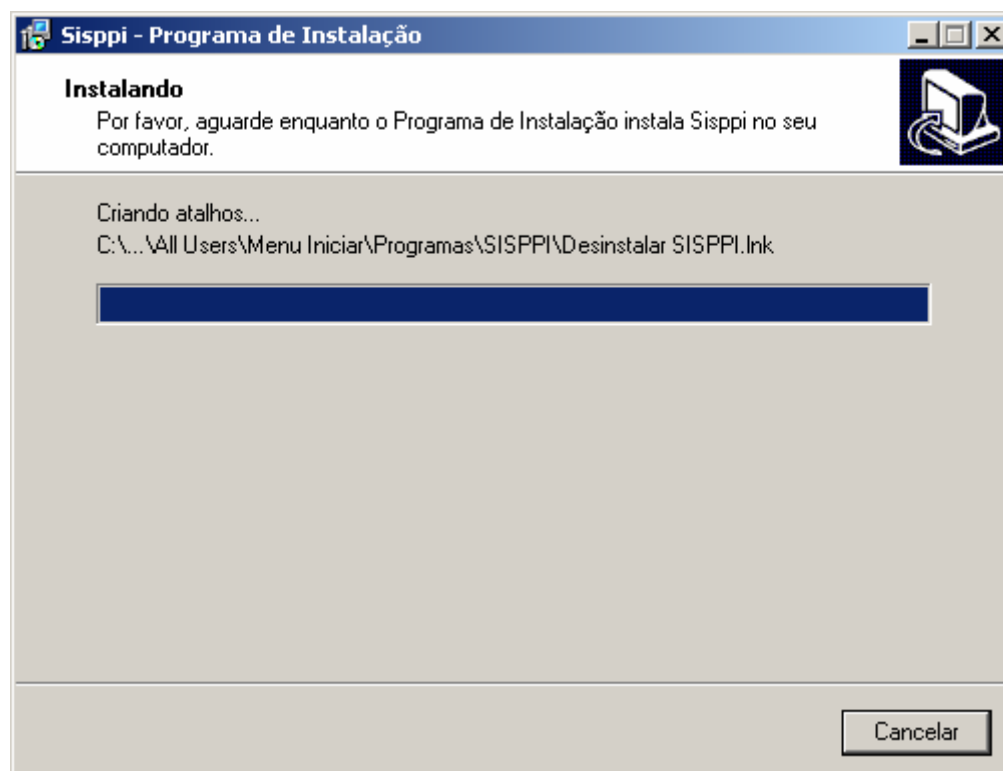 Sisppi - Programa de Instalação
Instalando
Por favor, aguarde enquanto o Programa de Instalação instala Sisppi no seu
computador.
Criando atalhos...
C:\...\All Users\Menu Iniciar\Programas\SISPPI\Desinstalar SISPPI.lnk
Cancelar